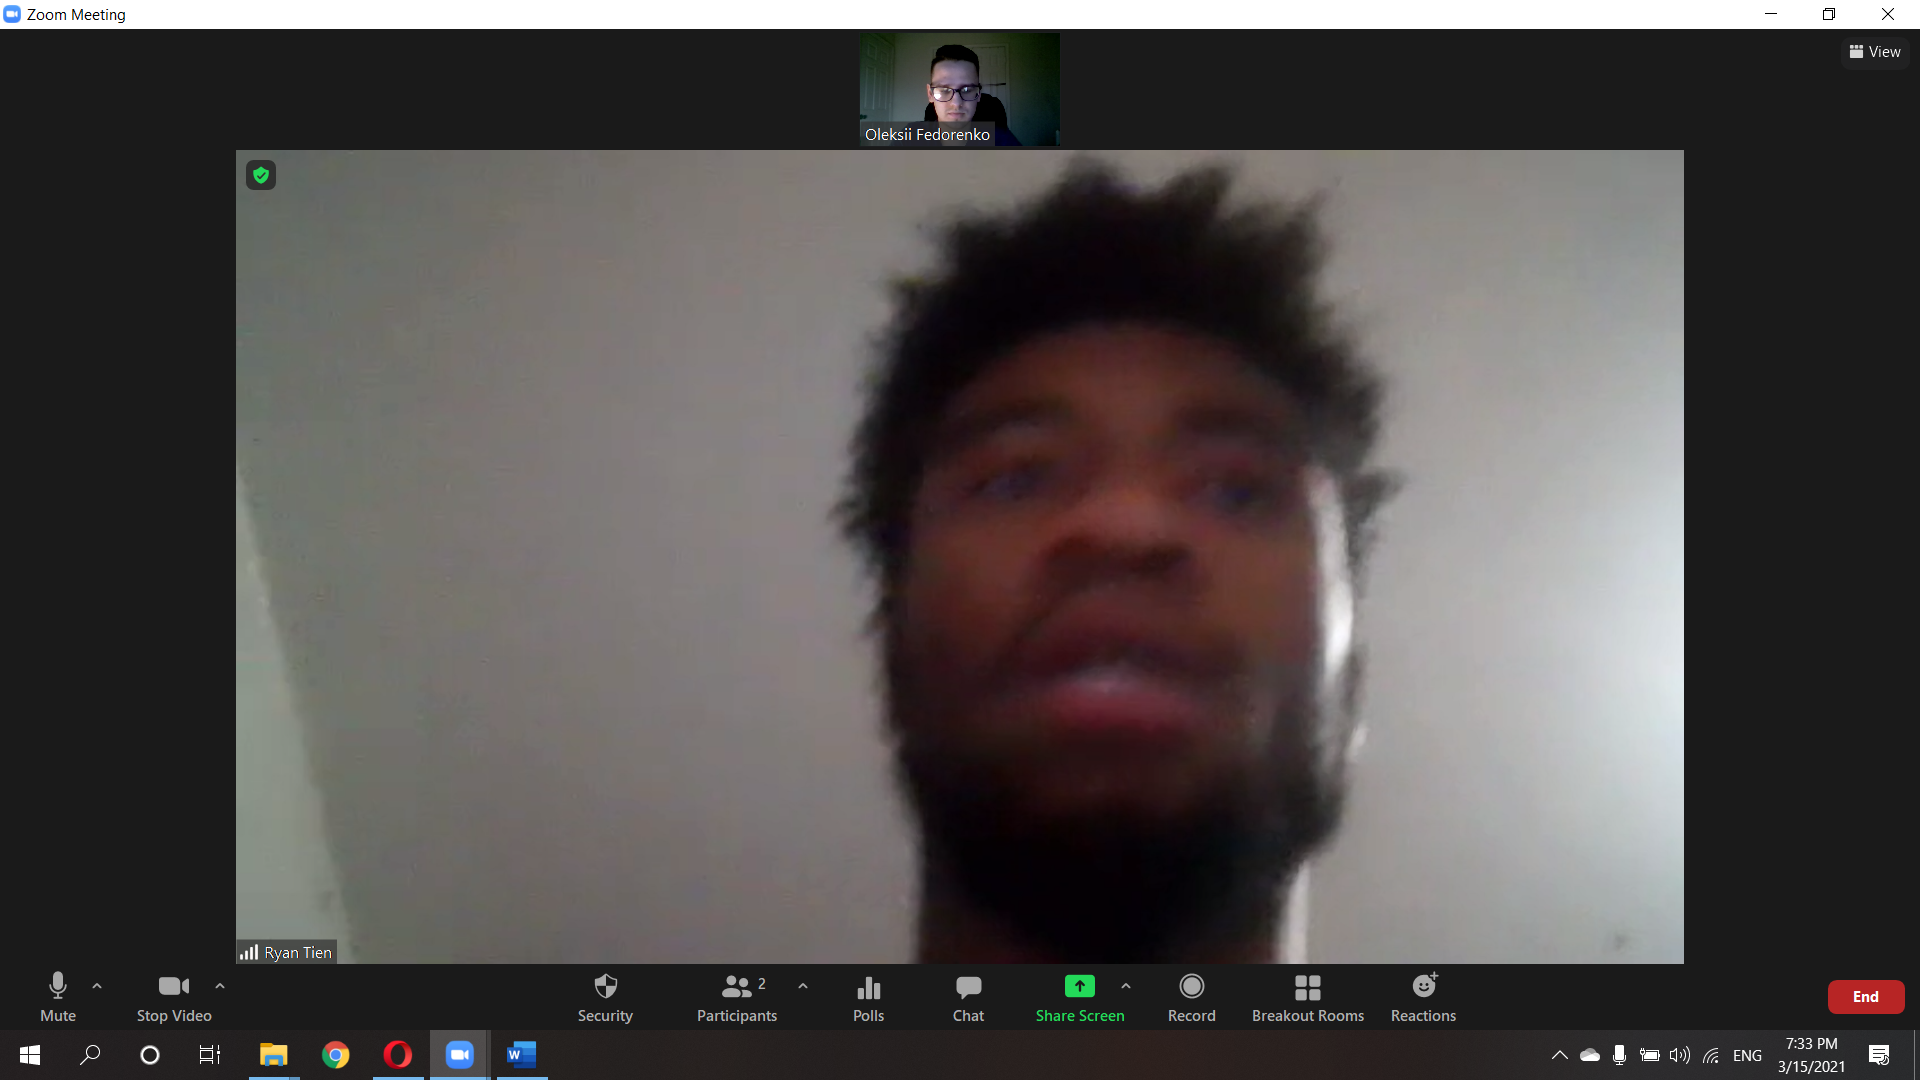 Zoom Meeting
View
Oleksii Fedorenko
Ryan Tien
Mute
Stop Video
Security
Participants
2
Polls
Chat
Share Screen
Record
Breakout Rooms
Reactions
End
W
ENG
7:33 PM
3/15/2021